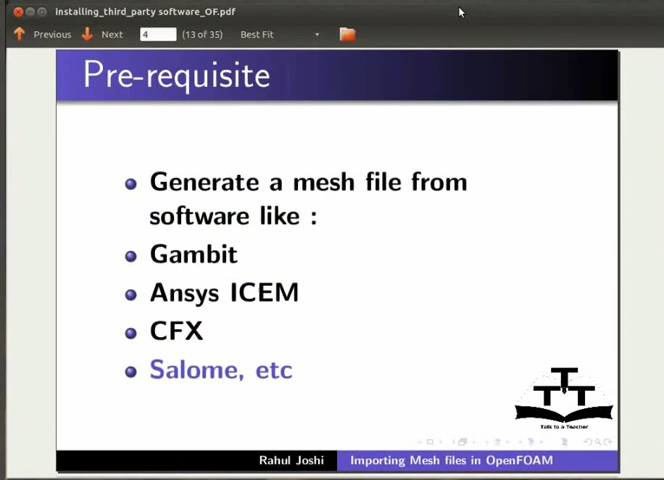 installing_third_party software_OF.pdf
Previous Next 4 (13 of 35) Best Fit
Pre-requisite
Generate a mesh file from
software like :
Gambit
Ansys ICEM
CFX
Salome, etc
T T T
Talk to a Teacher
Rahul Joshi Importing Mesh files in OpenFOAM